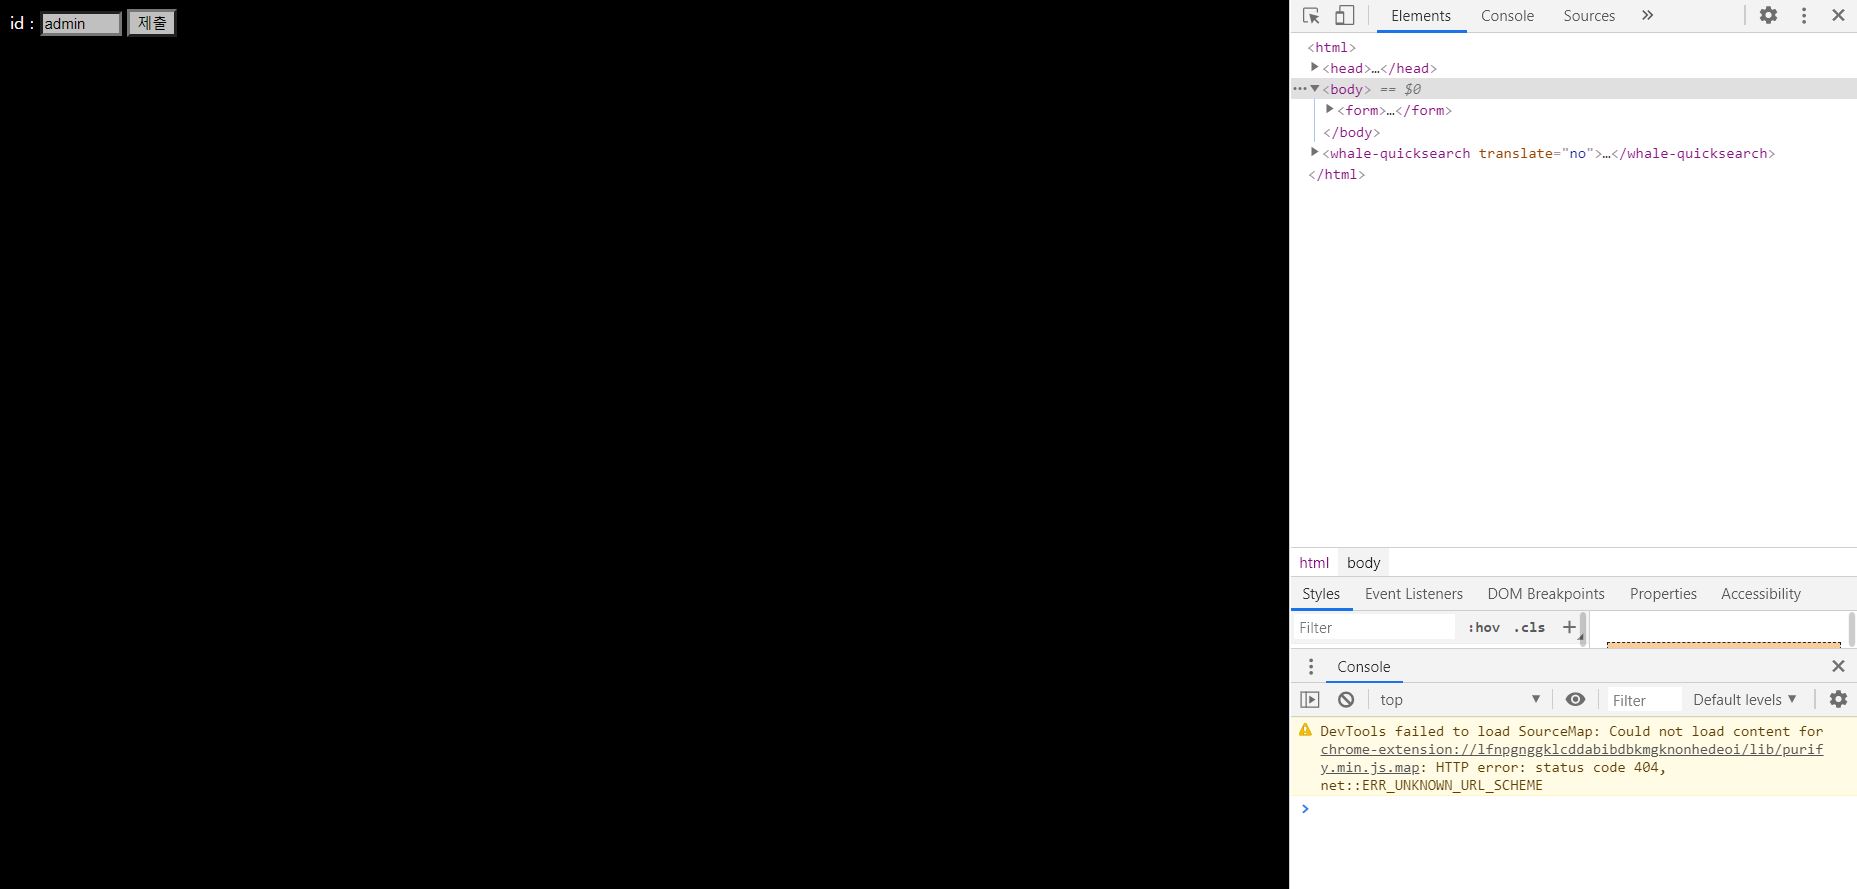 id : admin 제출
Elements Console Sources »
<html>
<head>…</head>
<body> == $0
<form>…</form>
</body>
<whale-quicksearch translate="no">…</whale-quicksearch>
</html>
html body
Styles Event Listeners DOM Breakpoints Properties Accessibility
Filter :hov .cls +
Console
top Filter Default levels
DevTools failed to load SourceMap: Could not load content for
chrome-extension://lfnpgnggklcddabibdbkmgknonhedeoi/lib/purif
y.min.js.map: HTTP error: status code 404,
net::ERR_UNKNOWN_URL_SCHEME